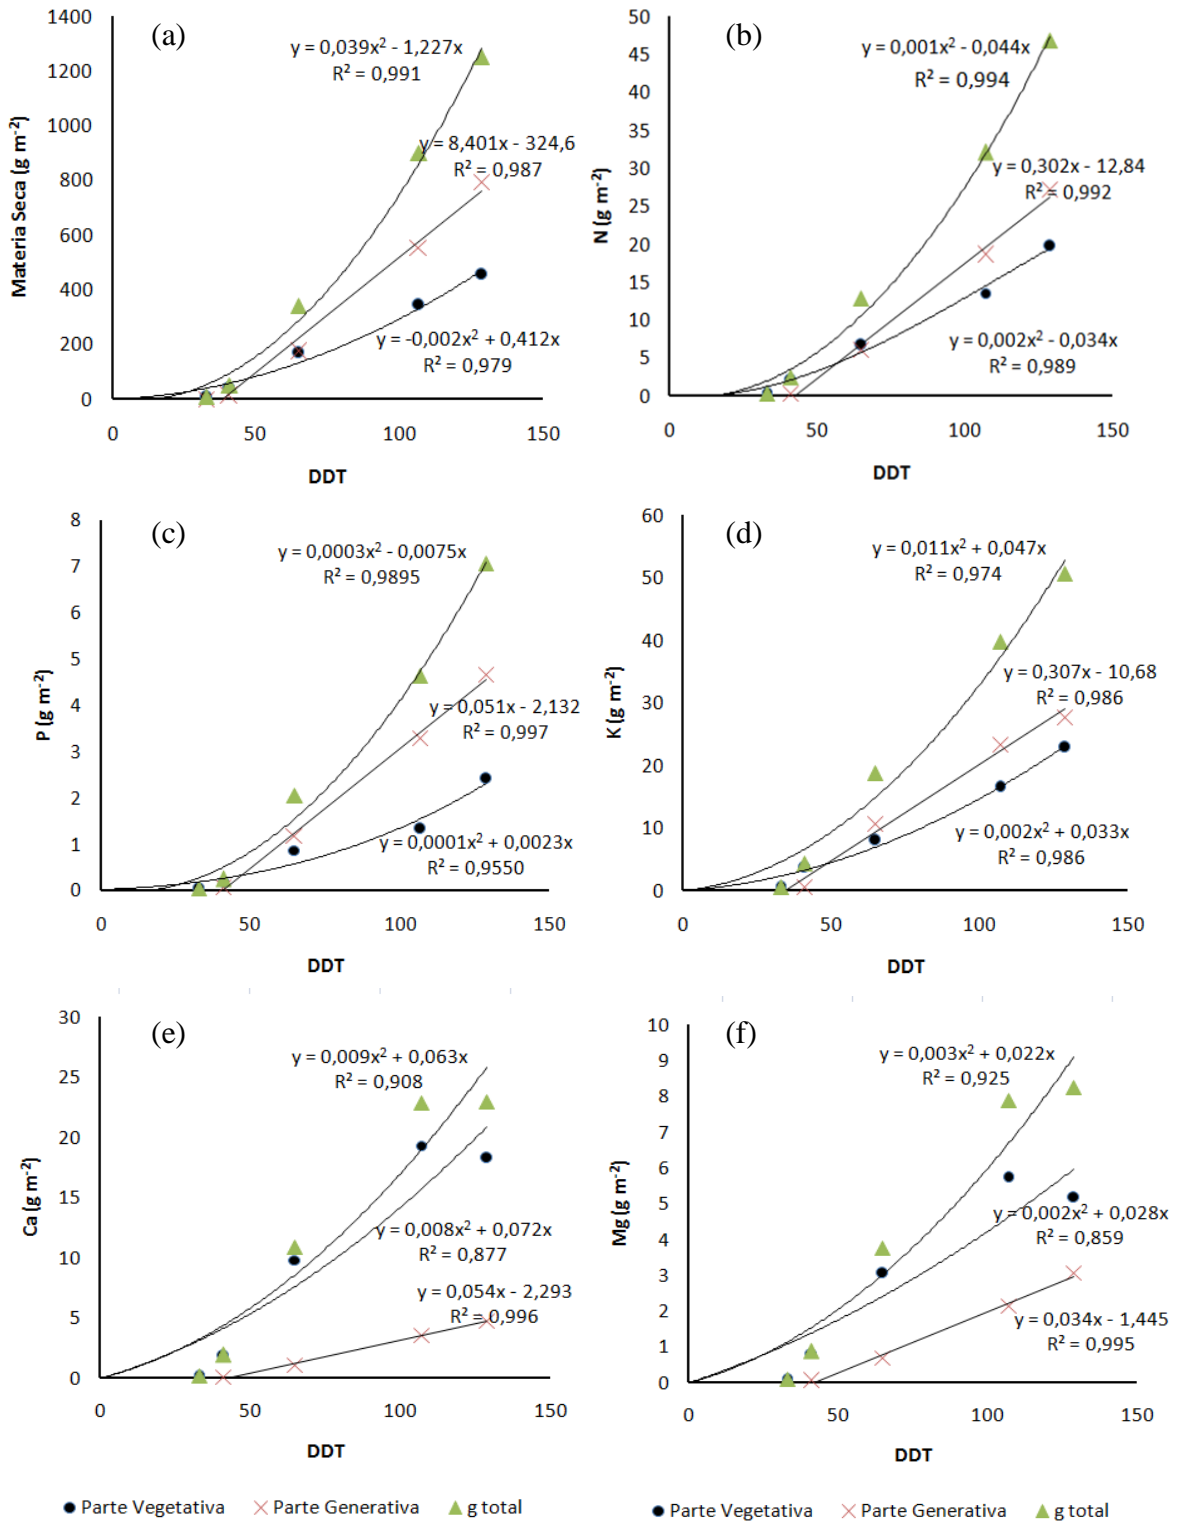 (a)
y = 0,039x² - 1,227x
R² = 0,991
y = 8,401x - 324,6
R² = 0,987
y = -0,002x² + 0,412x
R² = 0,979
1400
1200
1000
800
600
400
200
0
0 50 100 150
Materia Seca (g m⁻²)
DDT
(b)
y = 0,001x² - 0,044x
R² = 0,994
y = 0,302x - 12,84
R² = 0,992
y = 0,002x² - 0,034x
R² = 0,989
50
45
40
35
30
25
20
15
10
5
0
0 50 100 150
N (g m⁻²)
DDT
(c)
y = 0,0003x² - 0,0075x
R² = 0,9895
y = 0,051x - 2,132
R² = 0,997
y = 0,0001x² + 0,0023x
R² = 0,9550
8
7
6
5
4
3
2
1
0
0 50 100 150
P (g m⁻²)
DDT
(d)
y = 0,011x² + 0,047x
R² = 0,974
y = 0,307x - 10,68
R² = 0,986
y = 0,002x² + 0,033x
R² = 0,986
60
50
40
30
20
10
0
0 50 100 150
K (g m⁻²)
DDT
(e)
y = 0,009x² + 0,063x
R² = 0,908
y = 0,008x² + 0,072x
R² = 0,877
y = 0,054x - 2,293
R² = 0,996
30
25
20
15
10
5
0
0 50 100 150
Ca (g m⁻²)
DDT
(f)
y = 0,003x² + 0,022x
R² = 0,925
y = 0,002x² + 0,028x
R² = 0,859
y = 0,034x - 1,445
R² = 0,995
10
9
8
7
6
5
4
3
2
1
0
0 50 100 150
Mg (g m⁻²)
DDT
Parte Vegetativa Parte Generativa g total
Parte Vegetativa Parte Generativa g total